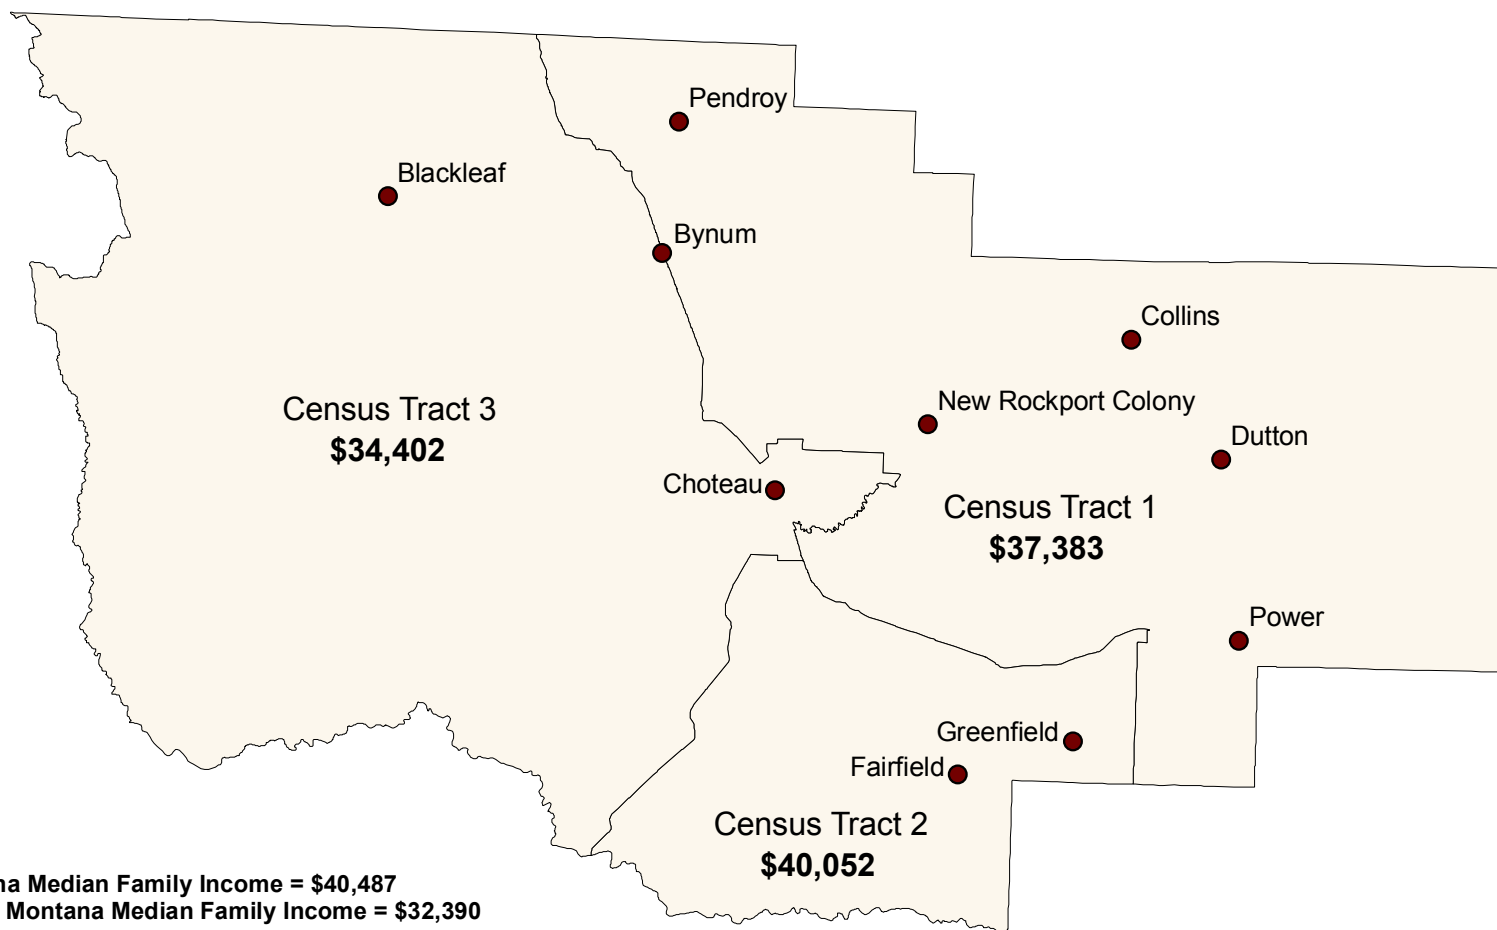 Pendroy
Blackleaf
Bynum
Collins
New Rockport Colony
Census Tract 3
$34,402
Dutton
Choteau
Census Tract 1
$37,383
Power
Greenfield
Fairfield
Census Tract 2
$40,052
Median Family Income = $40,487
Montana Median Family Income = $32,390